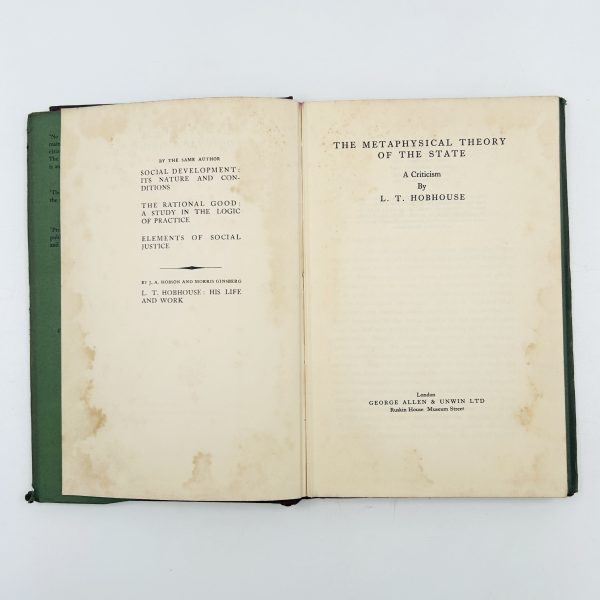 "No
BY THE SAME AUTHOR
SOCIAL DEVELOPMENT:
ITS NATURE AND CON-
DITIONS
THE RATIONAL GOOD:
A STUDY IN THE LOGIC
OF PRACTICE
ELEMENTS OF SOCIAL
JUSTICE
BY J. A. HOBSON AND MORRIS GINSBERG
L. T. HOBHOUSE: HIS LIFE
AND WORK
THE METAPHYSICAL THEORY
OF THE STATE
A Criticism
By
L. T. HOBHOUSE
London
GEORGE ALLEN & UNWIN LTD
Ruskin House Museum Street